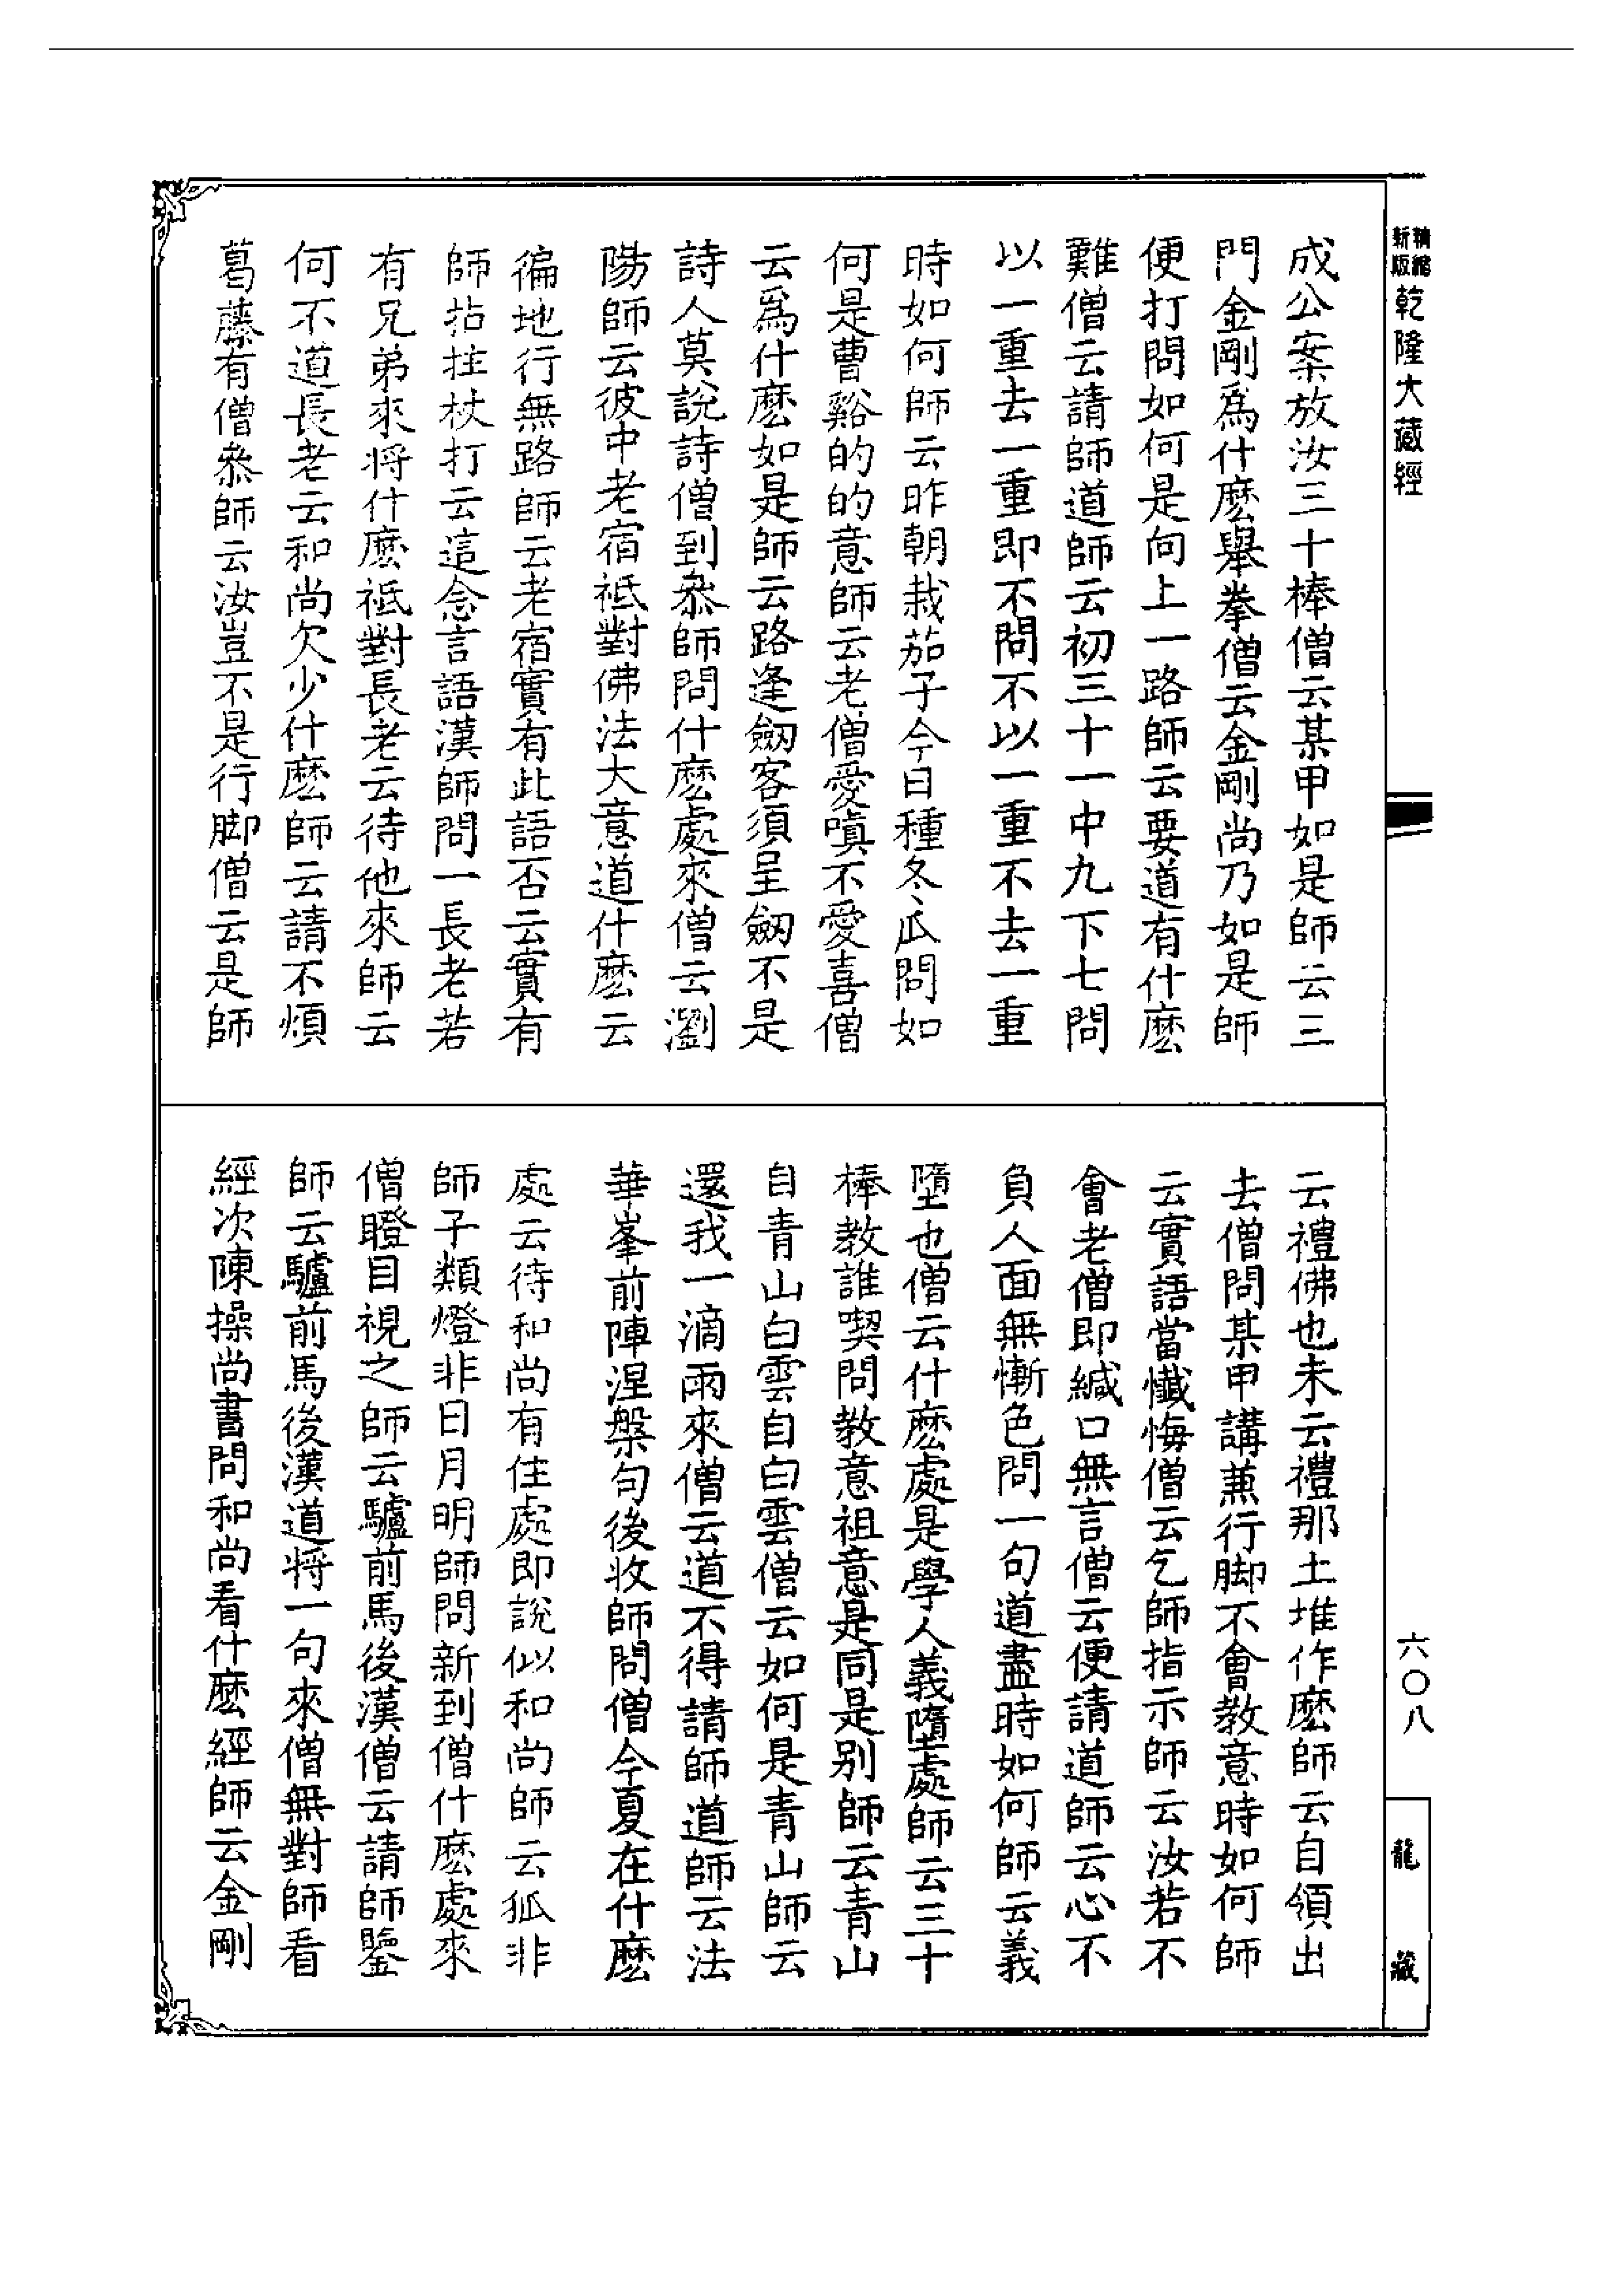 精縮新版乾隆大藏經
成公案放汝三十棒僧云某甲如是師云三
門金剛爲什麽舉拳僧云金剛尚乃如是師
便打問如何是向上一路師云要道有什麽
難僧云請師道師云初三十一中九下七問
以一重去一重即不問不以一重不去一重
時如何師云昨朝栽茄子今日種冬瓜問如
何是曹谿的的意師云老僧愛嗔不愛喜僧
云爲什麽如是師云路逢劒客須呈劒不是
詩人莫說詩僧到叅師問什麽處來僧云瀏
陽師云彼中老宿祗對佛法大意道什麽云
徧地行無路師云老宿實有此語否云實有
師拈拄杖打云這念言語漢師問一長老若
有兄弟來將什麽祗對長老云待他來師云
何不道長老云和尚欠少什麽師云請不煩
葛藤有僧叅師云汝豈不是行脚僧云是師
云禮佛也未云禮那土堆作麽師云自領出
去僧問某甲講兼行脚不會教意時如何師
云實語當懺悔僧云乞師指示師云汝若不
會老僧即緘口無言僧云便請道師云心不
負人面無慚色問一句道盡時如何師云義
墮也僧云什麽處是學人義墮處師云三十
棒教誰喫問教意祖意是同是别師云青山
自青山白雲自白雲僧云如何是青山師云
還我一滴雨來僧云道不得請師道師云法
華峯前陣涅槃句後收師問僧今夏在什麽
處云待和尚有住處即說似和尚師云狐非
師子類燈非日月明師問新到僧什麽處來
僧瞪目視之師云驢前馬後漢僧云請師鑒
師云驢前馬後漢道將一句來僧無對師看
經次陳操尚書問和尚看什麽經師云金剛
六〇八
龍藏